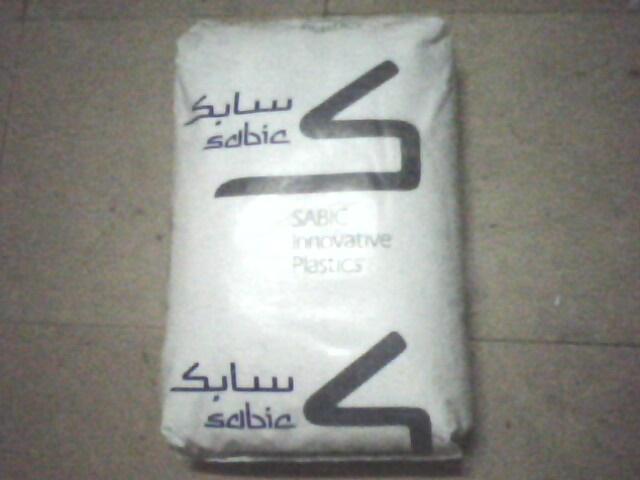 سابك
sabic
SABIC
Innovative
Plastics
سابك
sabic